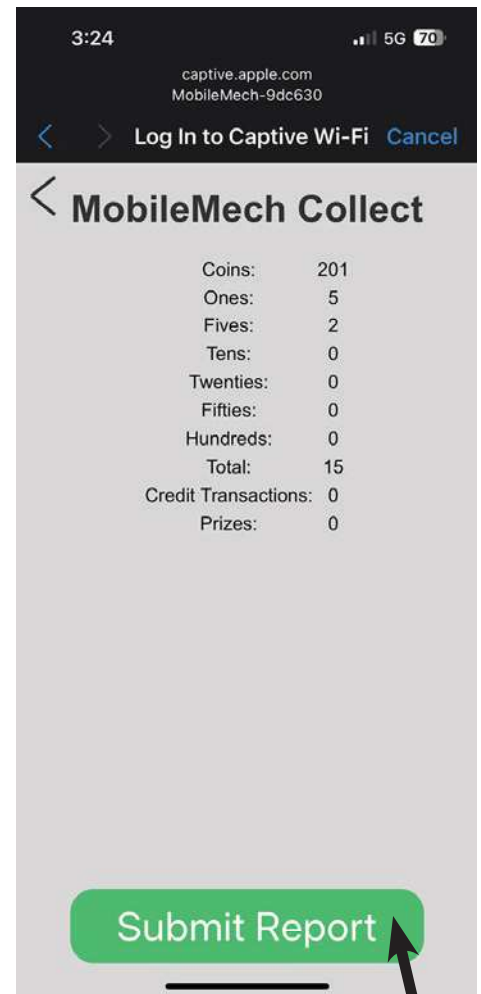 3:24 5G 70
captive.apple.com
MobileMech-9dc630
Log In to Captive Wi-Fi Cancel
MobileMech Collect
Coins: 201
Ones: 5
Fives: 2
Tens: 0
Twenties: 0
Fifties: 0
Hundreds: 0
Total: 15
Credit Transactions: 0
Prizes: 0
Submit Report